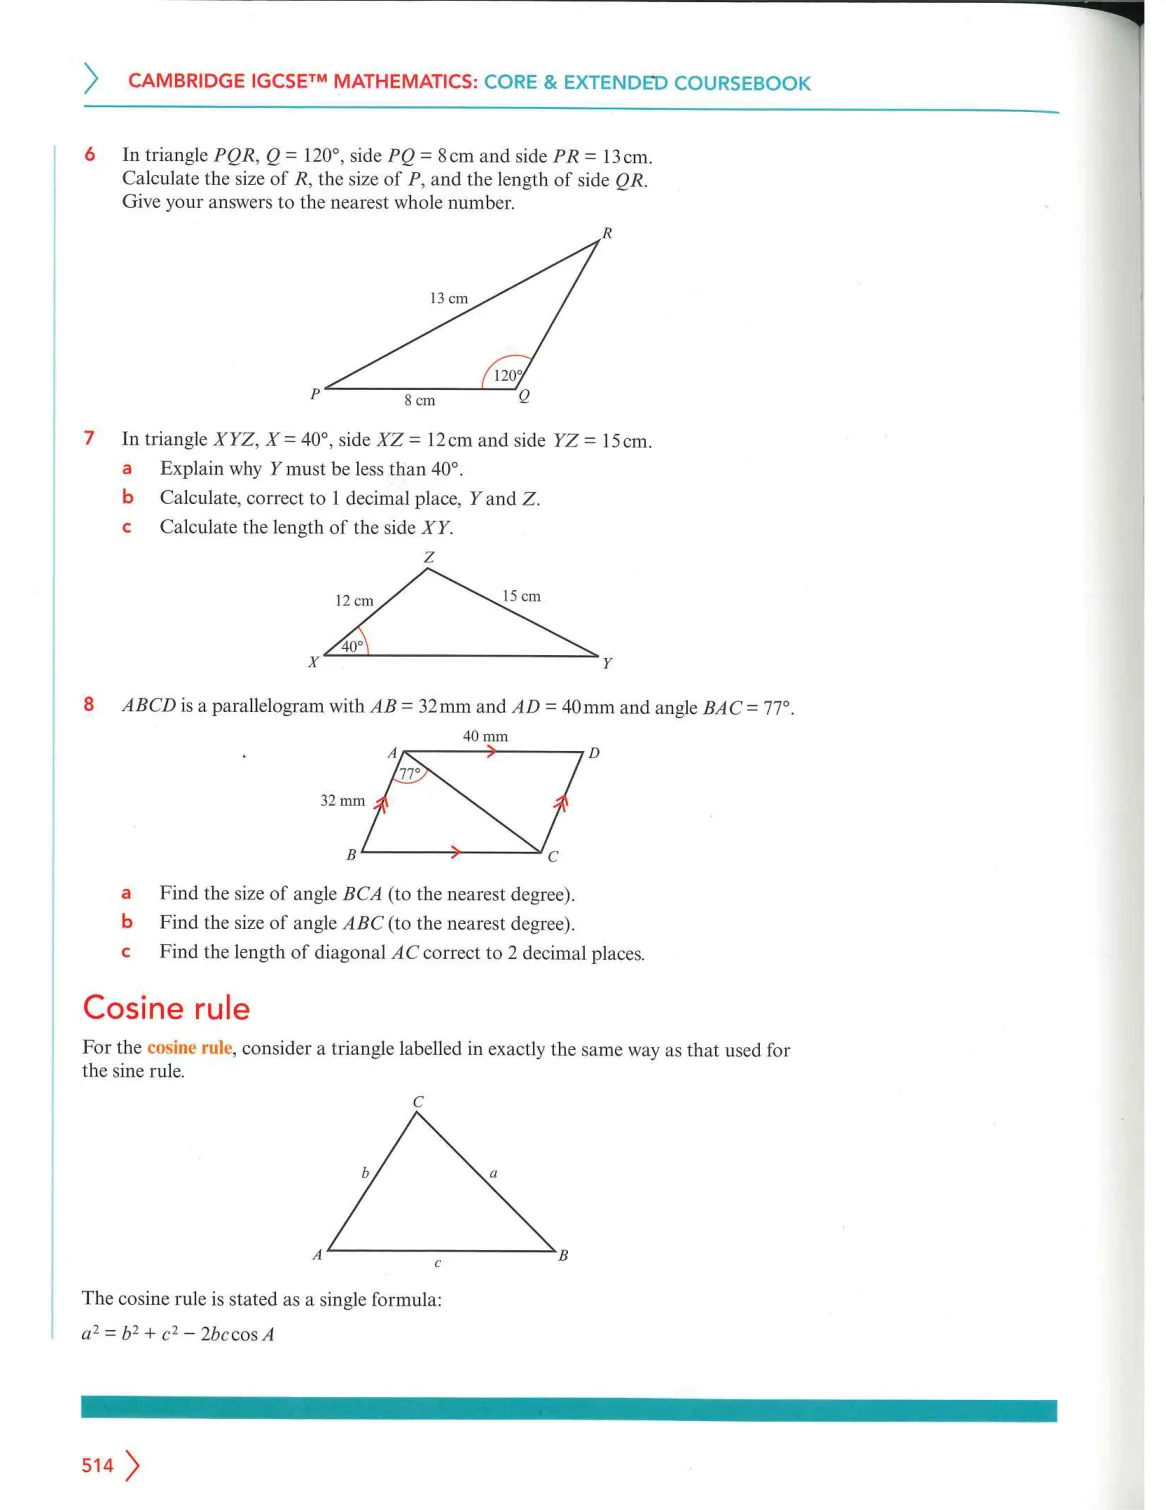 CAMBRIDGE IGCSE™ MATHEMATICS: CORE & EXTENDED COURSEBOOK
6 In triangle PQR, Q = 120°, side PQ = 8 cm and side PR = 13 cm.
Calculate the size of R, the size of P, and the length of side QR.
Give your answers to the nearest whole number.
R
13 cm
120°
P
8 cm
Q
7 In triangle XYZ, X = 40°, side XZ = 12 cm and side YZ = 15 cm.
a Explain why Y must be less than 40°.
b Calculate, correct to 1 decimal place, Y and Z.
c Calculate the length of the side XY.
Z
12 cm
15 cm
40°
X
Y
8 ABCD is a parallelogram with AB = 32 mm and AD = 40 mm and angle BAC = 77°.
40 mm
A
D
77°
32 mm
B
C
a Find the size of angle BCA (to the nearest degree).
b Find the size of angle ABC (to the nearest degree).
c Find the length of diagonal AC correct to 2 decimal places.
Cosine rule
For the cosine rule, consider a triangle labelled in exactly the same way as that used for
the sine rule.
C
b
a
A
B
c
The cosine rule is stated as a single formula:
a² = b² + c² − 2bc cos A
514